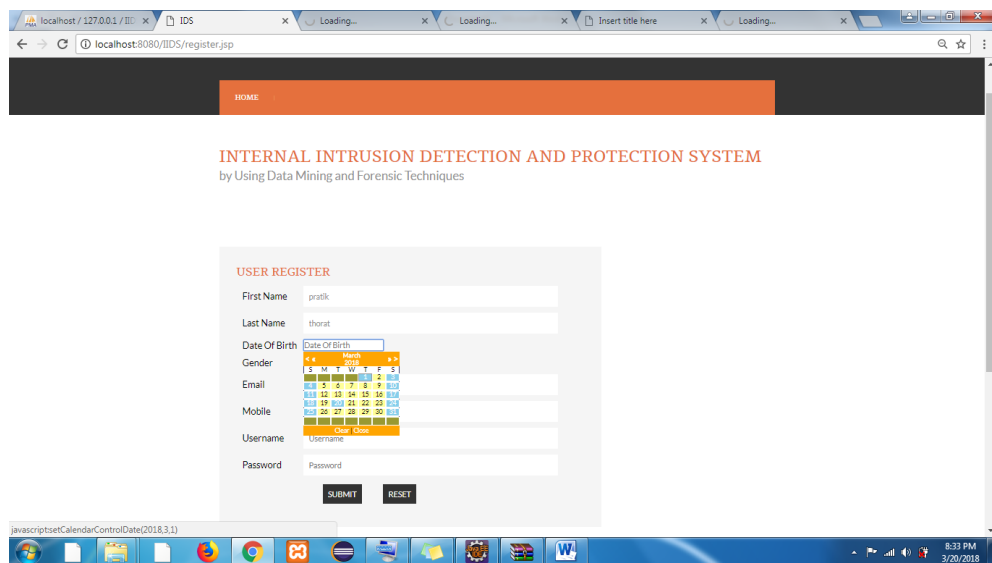 localhost / 127.0.0.1 / IID
IDS
Loading...
Loading...
Insert title here
Loading...
localhost:8080/IIDS/register.jsp
HOME
INTERNAL INTRUSION DETECTION AND PROTECTION SYSTEM
by Using Data Mining and Forensic Techniques
USER REGISTER
First Name pratik
Last Name thorat
Date Of Birth Date Of Birth
Gender
March
2018
S M T W T F S
1 2 3
4 5 6 7 8 9 10
11 12 13 14 15 16 17
18 19 20 21 22 23 24
25 26 27 28 29 30 31
Clear | Close
Email
Mobile
Username Username
Password Password
SUBMIT RESET
javascript:setCalendarControlDate(2018,3,1)
8:33 PM
3/20/2018